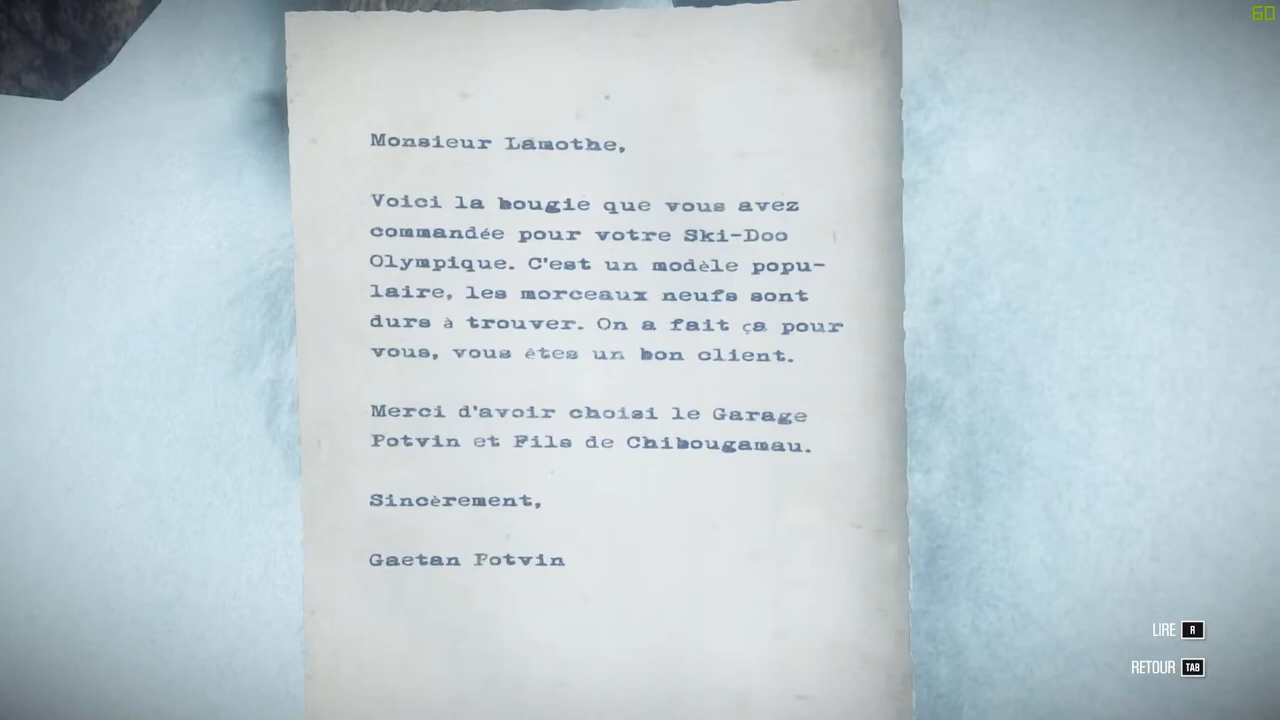 60
Monsieur Lamothe,
Voici la bougie que vous avez
commandée pour votre Ski-Doo
Olympique. C'est un modèle popu-
laire, les morceaux neufs sont
durs à trouver. On a fait ça pour
vous, vous êtes un bon client.
Merci d'avoir choisi le Garage
Potvin et Fils de Chibougamau.
Sincèrement,
Gaetan Potvin
LIRE R
RETOUR TAB